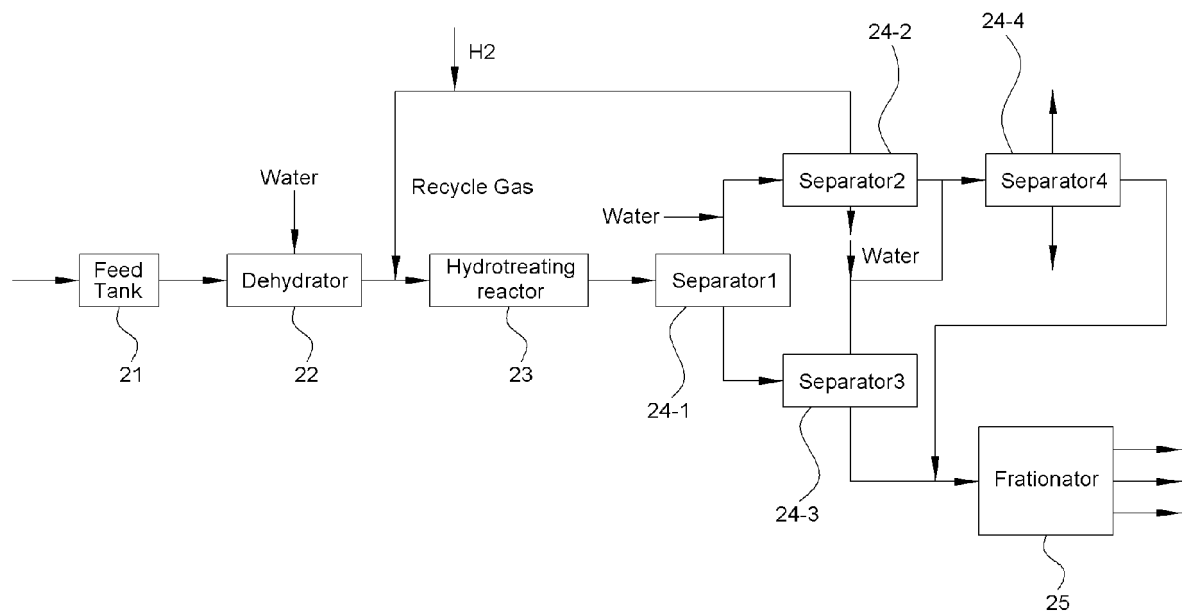 24-2
24-4
H2
Water
Recycle Gas
Separator2
Separator4
Water
Water
Feed
Tank
Dehydrator
Hydrotreating
reactor
Separator1
21
22
23
24-1
Separator3
24-3
Frationator
25